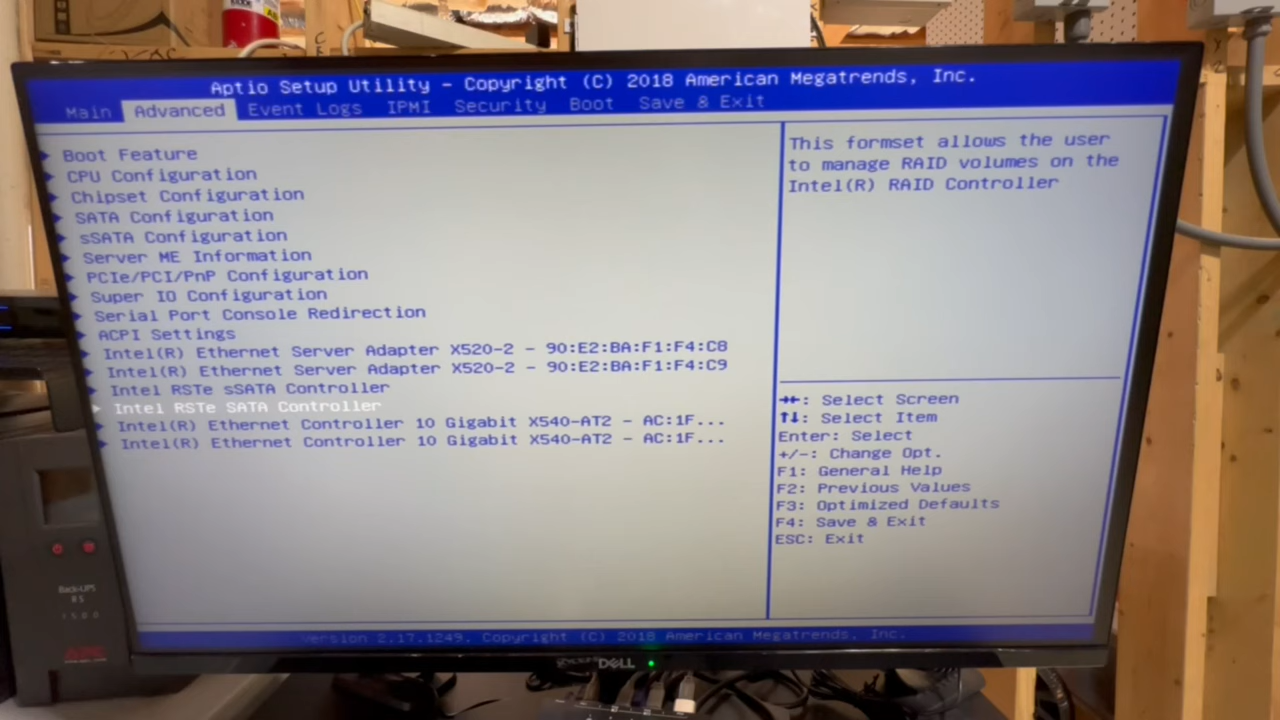 Aptio Setup Utility – Copyright (C) 2018 American Megatrends, Inc.
Main Advanced Event Logs IPMI Security Boot Save & Exit
Boot Feature
CPU Configuration
Chipset Configuration
SATA Configuration
sSATA Configuration
Server ME Information
PCIe/PCI/PnP Configuration
Super IO Configuration
Serial Port Console Redirection
ACPI Settings
Intel(R) Ethernet Server Adapter X520-2 – 90:E2:BA:F1:F4:C8
Intel(R) Ethernet Server Adapter X520-2 – 90:E2:BA:F1:F4:C9
Intel RSTe sSATA Controller
Intel RSTe SATA Controller
Intel(R) Ethernet Controller 10 Gigabit X540-AT2 – AC:1F...
Intel(R) Ethernet Controller 10 Gigabit X540-AT2 – AC:1F...
This formset allows the user
to manage RAID volumes on the
Intel(R) RAID Controller
→←: Select Screen
↑↓: Select Item
Enter: Select
+/-: Change Opt.
F1: General Help
F2: Previous Values
F3: Optimized Defaults
F4: Save & Exit
ESC: Exit
Version 2.17.1249. Copyright (C) 2018 American Megatrends, Inc.
DELL
Back-UPS
RS
1500
APC